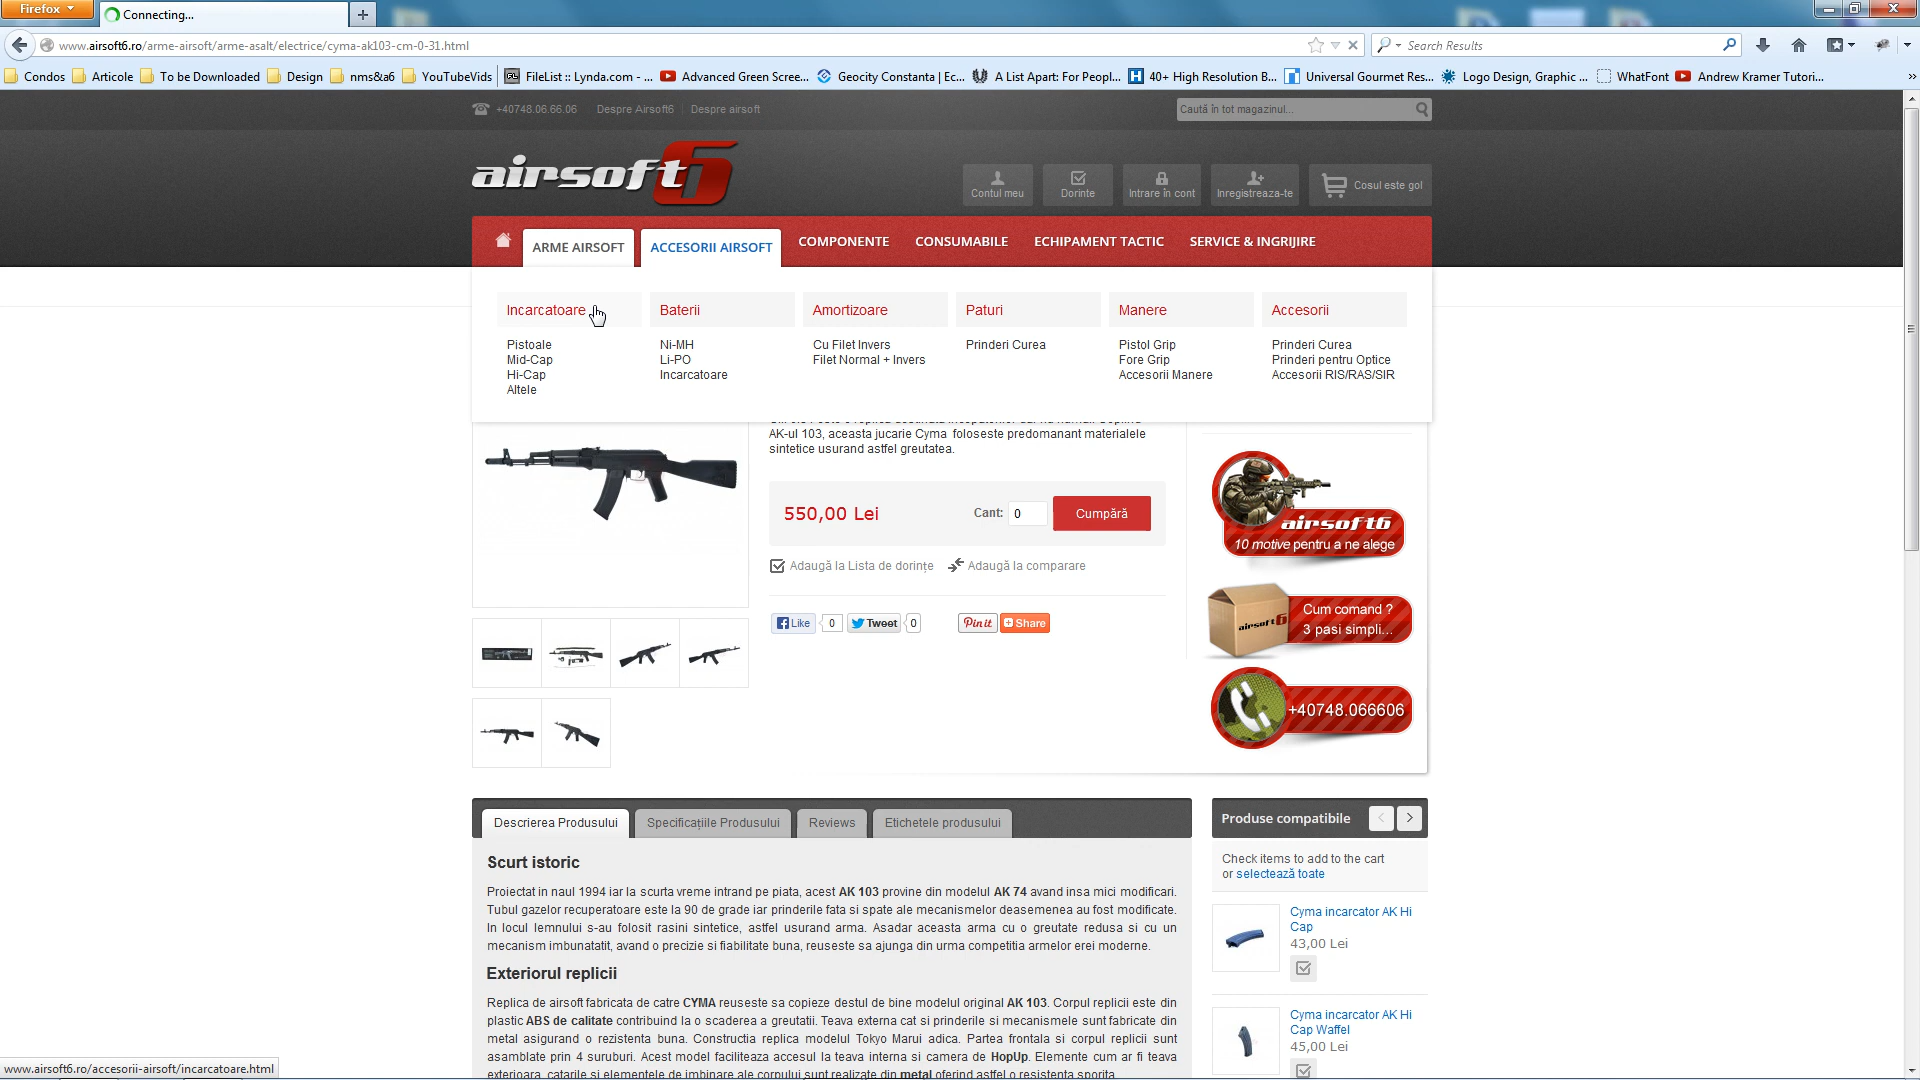 Firefox
Connecting...
www.airsoft6.ro/arme-airsoft/arme-asalt/electrice/cyma-ak103-cm-0-31.html
Search Results
Condos
Articole
To be Downloaded
Design
nms&a6
YouTubeVids
FileList :: Lynda.com - ...
Advanced Green Scree...
Geocity Constanta | Ec...
A List Apart: For Peopl...
40+ High Resolution B...
Universal Gourmet Res...
Logo Design, Graphic ...
WhatFont
Andrew Kramer Tutori...
+40748.06.66.06
Despre Airsoft6
Despre airsoft
Caută în tot magazinul...
airsoft6
Contul meu
Dorinte
Intrare în cont
Inregistreaza-te
Cosul este gol
ARME AIRSOFT
ACCESORII AIRSOFT
COMPONENTE
CONSUMABILE
ECHIPAMENT TACTIC
SERVICE & INGRIJIRE
Incarcatoare
Baterii
Amortizoare
Paturi
Manere
Accesorii
Pistoale
Mid-Cap
Hi-Cap
Altele
Ni-MH
Li-PO
Incarcatoare
Cu Filet Invers
Filet Normal + Invers
Prinderi Curea
Pistol Grip
Fore Grip
Accesorii Manere
Prinderi Curea
Prinderi pentru Optice
Accesorii RIS/RAS/SIR
AK-ul 103, aceasta jucarie Cyma foloseste predomanant materialele
sintetice usurand astfel greutatea.
550,00 Lei
Cant: 0
Cumpără
Adaugă la Lista de dorințe
Adaugă la comparare
Like 0
Tweet 0
Pin it
Share
airsoft6
10 motive pentru a ne alege
airsoft6
Cum comand ?
3 pasi simpli...
+40748.066606
Descrierea Produsului
Specificațiile Produsului
Reviews
Etichetele produsului
Scurt istoric
Proiectat in naul 1994 iar la scurta vreme intrand pe piata, acest AK 103 provine din modelul AK 74 avand insa mici modificari.
Tubul gazelor recuperatoare este la 90 de grade iar prinderile fata si spate ale mecanismelor deasemenea au fost modificate.
In locul lemnului s-au folosit rasini sintetice, astfel usurand arma. Asadar aceasta arma cu o greutate redusa si cu un
mecanism imbunatatit, avand o precizie si fiabilitate buna, reuseste sa ajunga din urma competitia armelor erei moderne.
Exteriorul replicii
Replica de airsoft fabricata de catre CYMA reuseste sa copieze destul de bine modelul original AK 103. Corpul replicii este din
plastic ABS de calitate contribuind la o scaderea a greutatii. Teava externa cat si prinderile si mecanismele sunt fabricate din
metal asigurand o rezistenta buna. Constructia replica modelul Tokyo Marui adica. Partea frontala si corpul replicii sunt
asamblate prin 4 suruburi. Acest model faciliteaza accesul la teava interna si camera de HopUp. Elemente cum ar fi teava
exterioara, catarile si elementele de imbinare ale corpului sunt realizate din metal oferind astfel o resistenta sporita.
Produse compatibile
Check items to add to the cart
or selectează toate
Cyma incarcator AK Hi
Cap
43,00 Lei
Cyma incarcator AK Hi
Cap Waffel
45,00 Lei
www.airsoft6.ro/accesorii-airsoft/incarcatoare.html